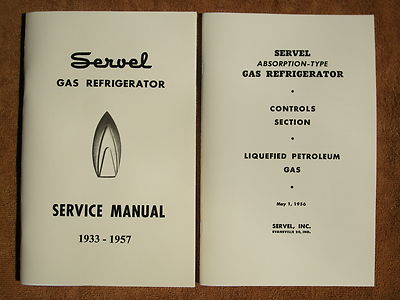 Servel
GAS REFRIGERATOR
SERVICE MANUAL
1933 - 1957
SERVEL
ABSORPTION-TYPE
GAS REFRIGERATOR
•
CONTROLS
SECTION
•
LIQUEFIED PETROLEUM
GAS
•
May 1, 1956
SERVEL, INC.
EVANSVILLE 20, IND.